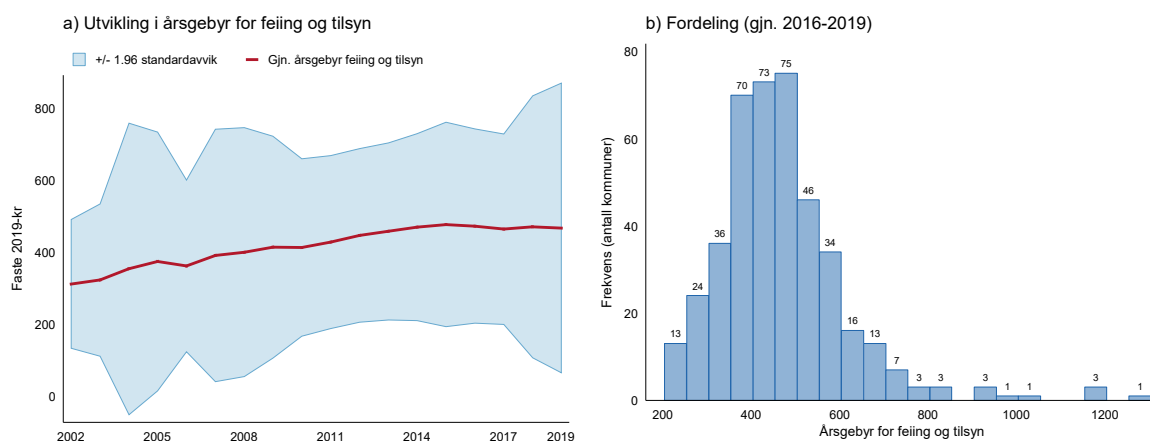 a) Utvikling i årsgebyr for feiing og tilsyn
+/- 1.96 standardavvik
Gjn. årsgebyr feiing og tilsyn
Faste 2019-kr
800
600
400
200
0
2002 2005 2008 2011 2014 2017 2019
b) Fordeling (gjn. 2016-2019)
Frekvens (antall kommuner)
80
60
40
20
0
13 24 36 70 73 75 46 34 16 13 7 3 3 3 1 1 3 1
200 400 600 800 1000 1200
Årsgebyr for feiing og tilsyn